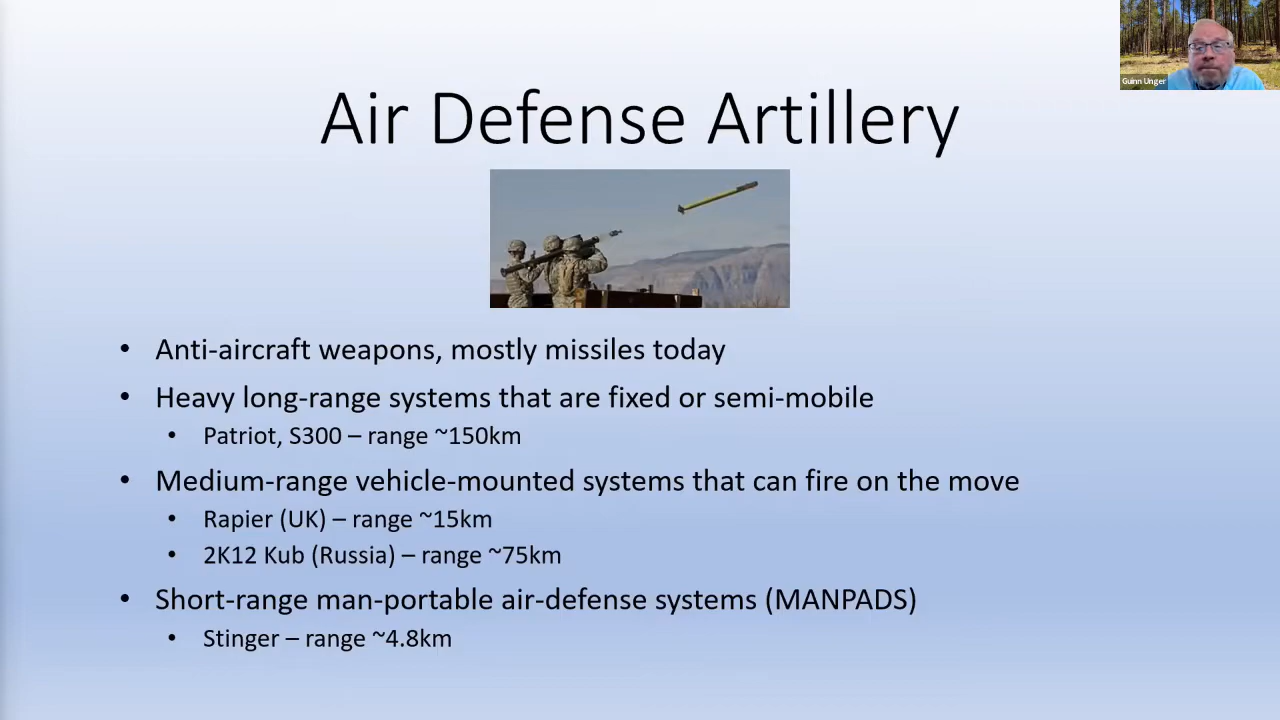 Guinn Unger
Air Defense Artillery
• Anti-aircraft weapons, mostly missiles today
• Heavy long-range systems that are fixed or semi-mobile
• Patriot, S300 – range ~150km
• Medium-range vehicle-mounted systems that can fire on the move
• Rapier (UK) – range ~15km
• 2K12 Kub (Russia) – range ~75km
• Short-range man-portable air-defense systems (MANPADS)
• Stinger – range ~4.8km